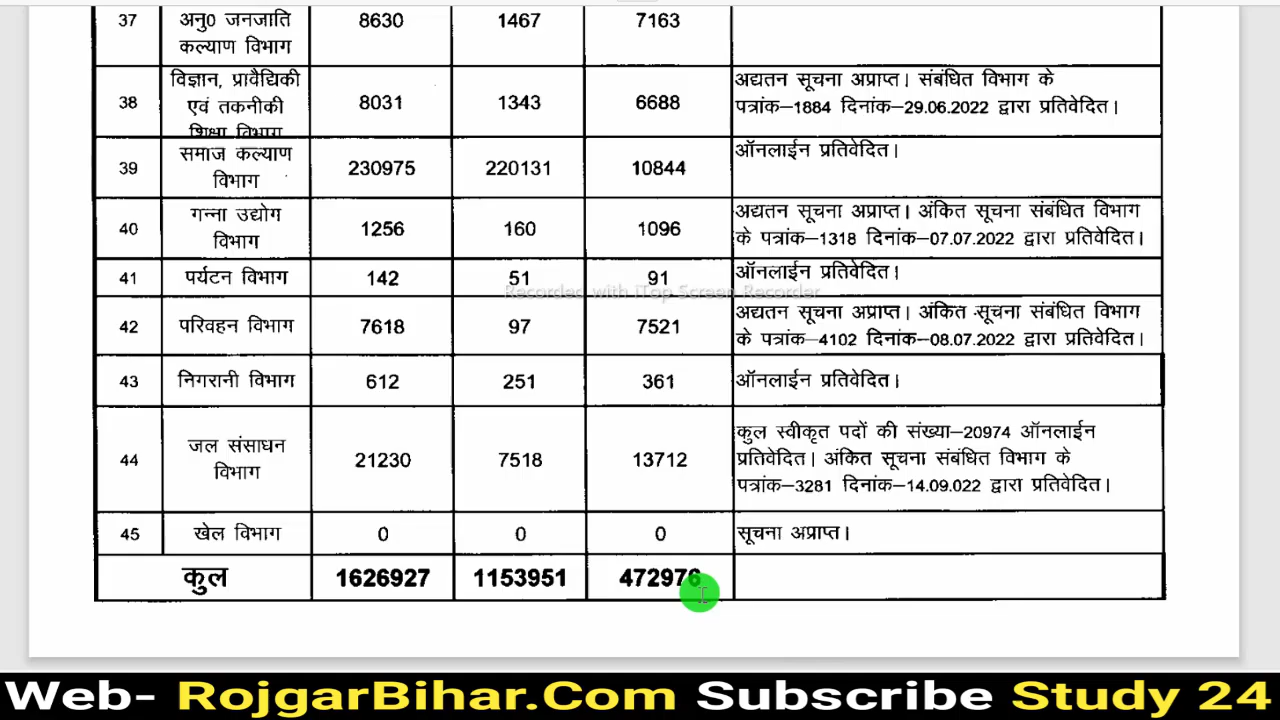 37 अनु0 जनजाति 8630 1467 7163
कल्याण विभाग
विज्ञान, प्रावैद्यिकी
38 एवं तकनीकी 8031 1343 6688
शिक्षा विभाग
अद्यतन सूचना अप्राप्त। संबंधित विभाग के
पत्रांक–1884 दिनांक–29.06.2022 द्वारा प्रतिवेदित।
39 समाज कल्याण 230975 220131 10844
विभाग
ऑनलाईन प्रतिवेदित।
40 गन्ना उद्योग 1256 160 1096
विभाग
अद्यतन सूचना अप्राप्त। अंकित सूचना संबंधित विभाग
के पत्रांक–1318 दिनांक–07.07.2022 द्वारा प्रतिवेदित।
41 पर्यटन विभाग 142 51 91 ऑनलाईन प्रतिवेदित।
Recorded with iTop Screen Recorder
42 परिवहन विभाग 7618 97 7521
अद्यतन सूचना अप्राप्त। अंकित सूचना संबंधित विभाग
के पत्रांक–4102 दिनांक–08.07.2022 द्वारा प्रतिवेदित।
43 निगरानी विभाग 612 251 361 ऑनलाईन प्रतिवेदित।
44 जल संसाधन 21230 7518 13712
विभाग
कुल स्वीकृत पदों की संख्या–20974 ऑनलाईन
प्रतिवेदित। अंकित सूचना संबंधित विभाग के
पत्रांक–3281 दिनांक–14.09.022 द्वारा प्रतिवेदित।
45 खेल विभाग 0 0 0 सूचना अप्राप्त।
कुल 1626927 1153951 472976
Web- RojgarBihar.Com Subscribe Study 24